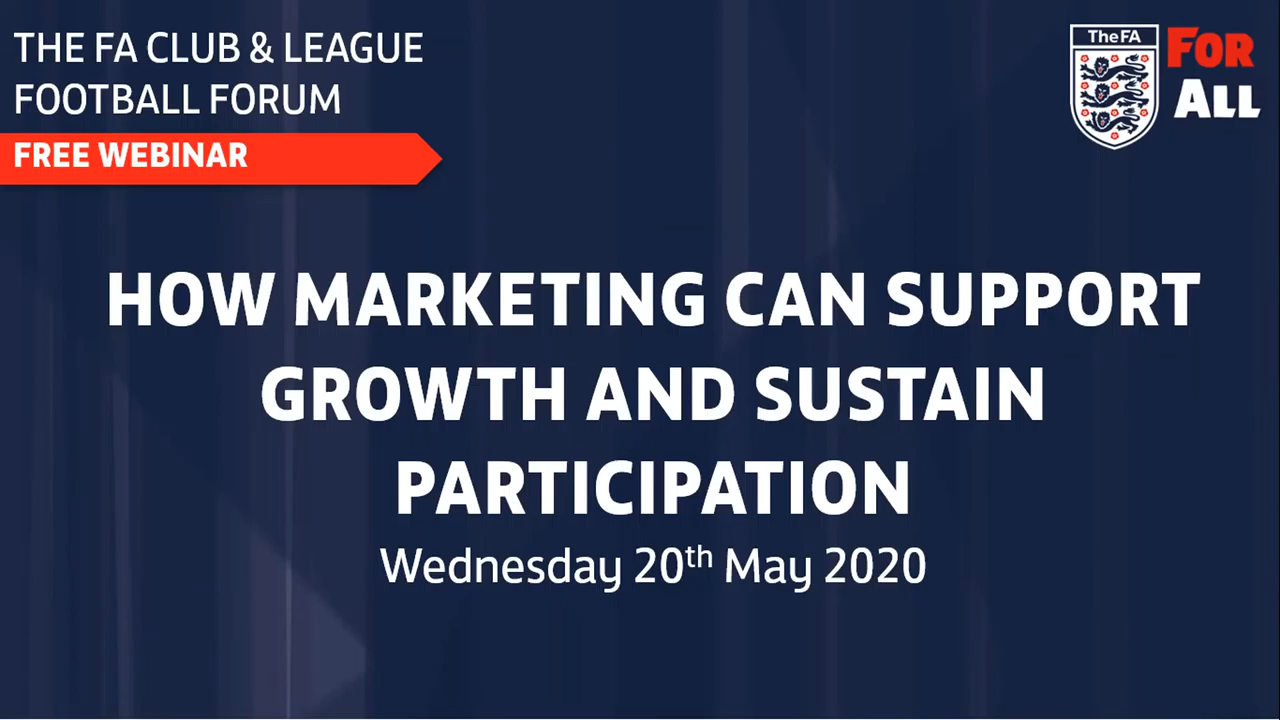 THE FA CLUB & LEAGUE
FOOTBALL FORUM
FREE WEBINAR
TheFA
FOR
ALL
HOW MARKETING CAN SUPPORT
GROWTH AND SUSTAIN
PARTICIPATION
Wednesday 20th May 2020